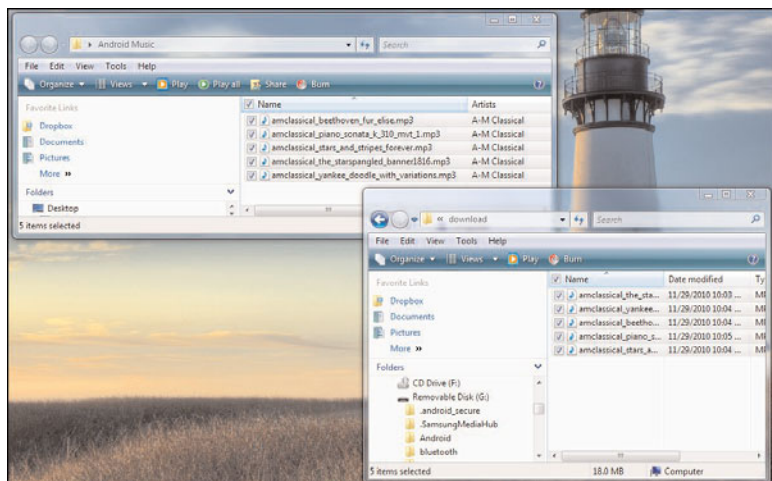 Android Music
Search
File Edit View Tools Help
Organize Views Play Play all Share Burn
Favorite Links
Dropbox
Documents
Pictures
More »
Folders
Desktop
Name Artists
amclassical_beethoven_fur_elise.mp3 A-M Classical
amclassical_piano_sonata_k_310_mvt_1.mp3 A-M Classical
amclassical_stars_and_stripes_forever.mp3 A-M Classical
amclassical_the_starspangled_banner1816.mp3 A-M Classical
amclassical_yankee_doodle_with_variations.mp3 A-M Classical
5 items selected
« download
Search
File Edit View Tools Help
Organize Views Play Burn
Favorite Links
Dropbox
Documents
Pictures
More »
Folders
CD Drive (F:)
Removable Disk (G:)
.android_secure
.SamsungMediaHub
Android
bluetooth
Name Date modified Ty
amclassical_the_sta... 11/29/2010 10:03 ...
amclassical_yankee... 11/29/2010 10:04 ...
amclassical_beetho... 11/29/2010 10:04 ...
amclassical_piano_s... 11/29/2010 10:05 ...
amclassical_stars_a... 11/29/2010 10:04 ...
5 items selected 18.0 MB Computer